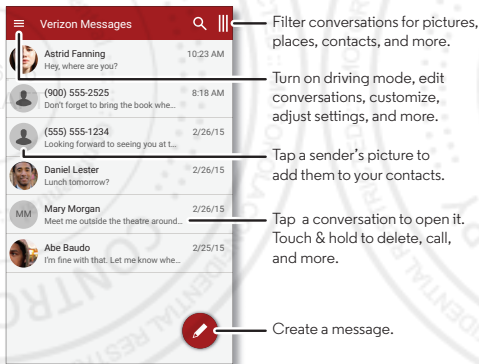 Verizon Messages
Astrid Fanning 10:23 AM
Hey, where are you?
(900) 555-2525 8:18 AM
Don't forget to bring the book whe...
(555) 555-1234 2/26/15
Looking forward to seeing you at t...
Daniel Lester 2/26/15
Lunch tomorrow?
MM Mary Morgan 2/26/15
Meet me outside the theatre around...
Abe Baudo 2/25/15
I'm fine with that. Let me know whe...
Filter conversations for pictures,
places, contacts, and more.
Turn on driving mode, edit
conversations, customize,
adjust settings, and more.
Tap a sender's picture to
add them to your contacts.
Tap a conversation to open it.
Touch & hold to delete, call,
and more.
Create a message.